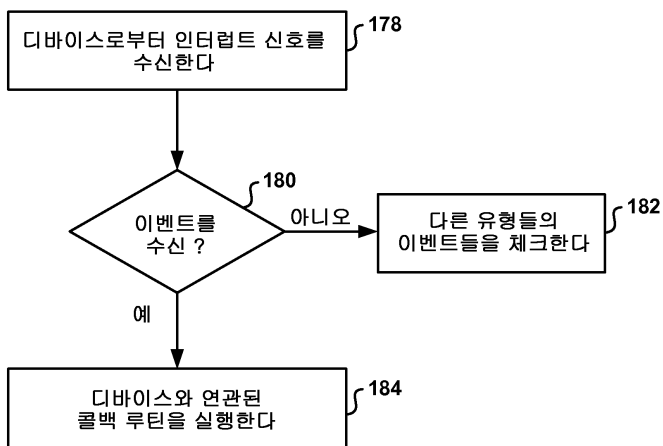 디바이스로부터 인터럽트 신호를
수신한다
178
180
이벤트를
수신 ?
아니오
다른 유형들의
이벤트들을 체크한다
182
예
디바이스와 연관된
콜백 루틴을 실행한다
184